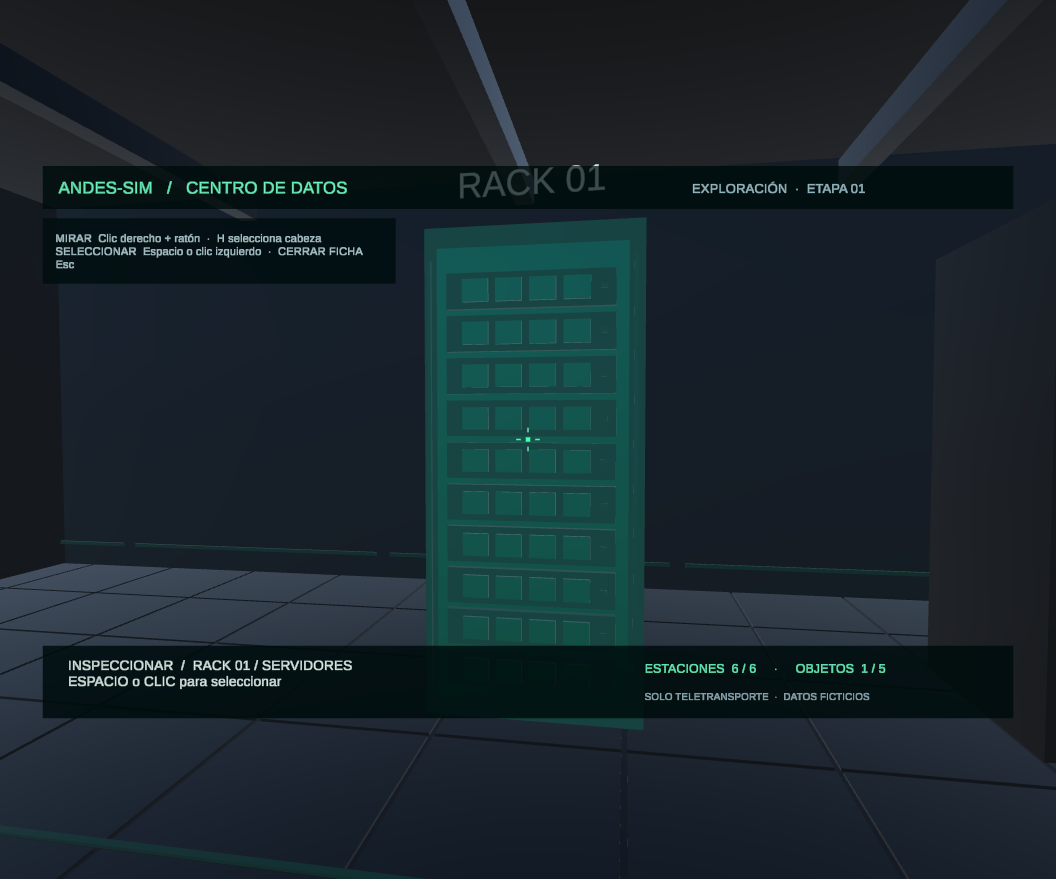 RACK 01
ANDES-SIM / CENTRO DE DATOS
EXPLORACIÓN · ETAPA 01
MIRAR Clic derecho + ratón · H selecciona cabeza
SELECCIONAR Espacio o clic izquierdo · CERRAR FICHA
Esc
INSPECCIONAR / RACK 01 / SERVIDORES
ESPACIO o CLIC para seleccionar
ESTACIONES 6 / 6 · OBJETOS 1 / 5
SOLO TELETRANSPORTE · DATOS FICTICIOS